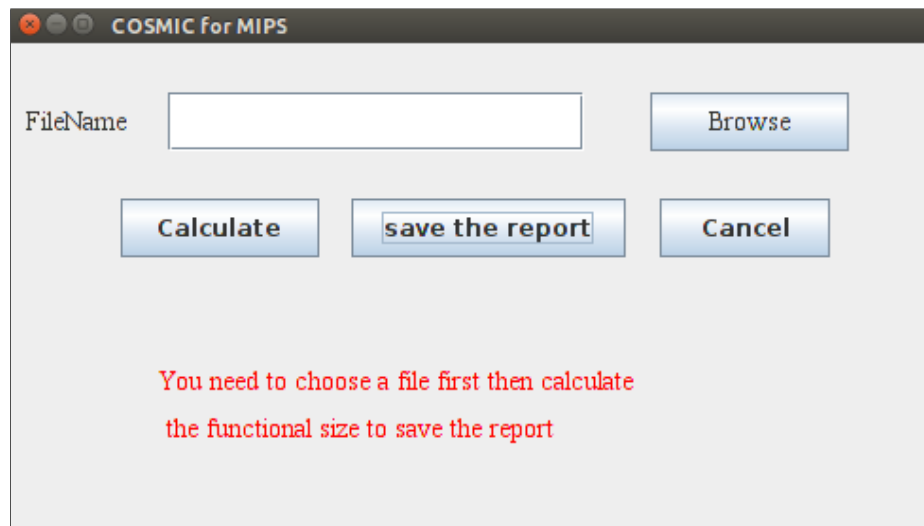 COSMIC for MIPS
FileName
Browse
Calculate
save the report
Cancel
You need to choose a file first then calculate
the functional size to save the report